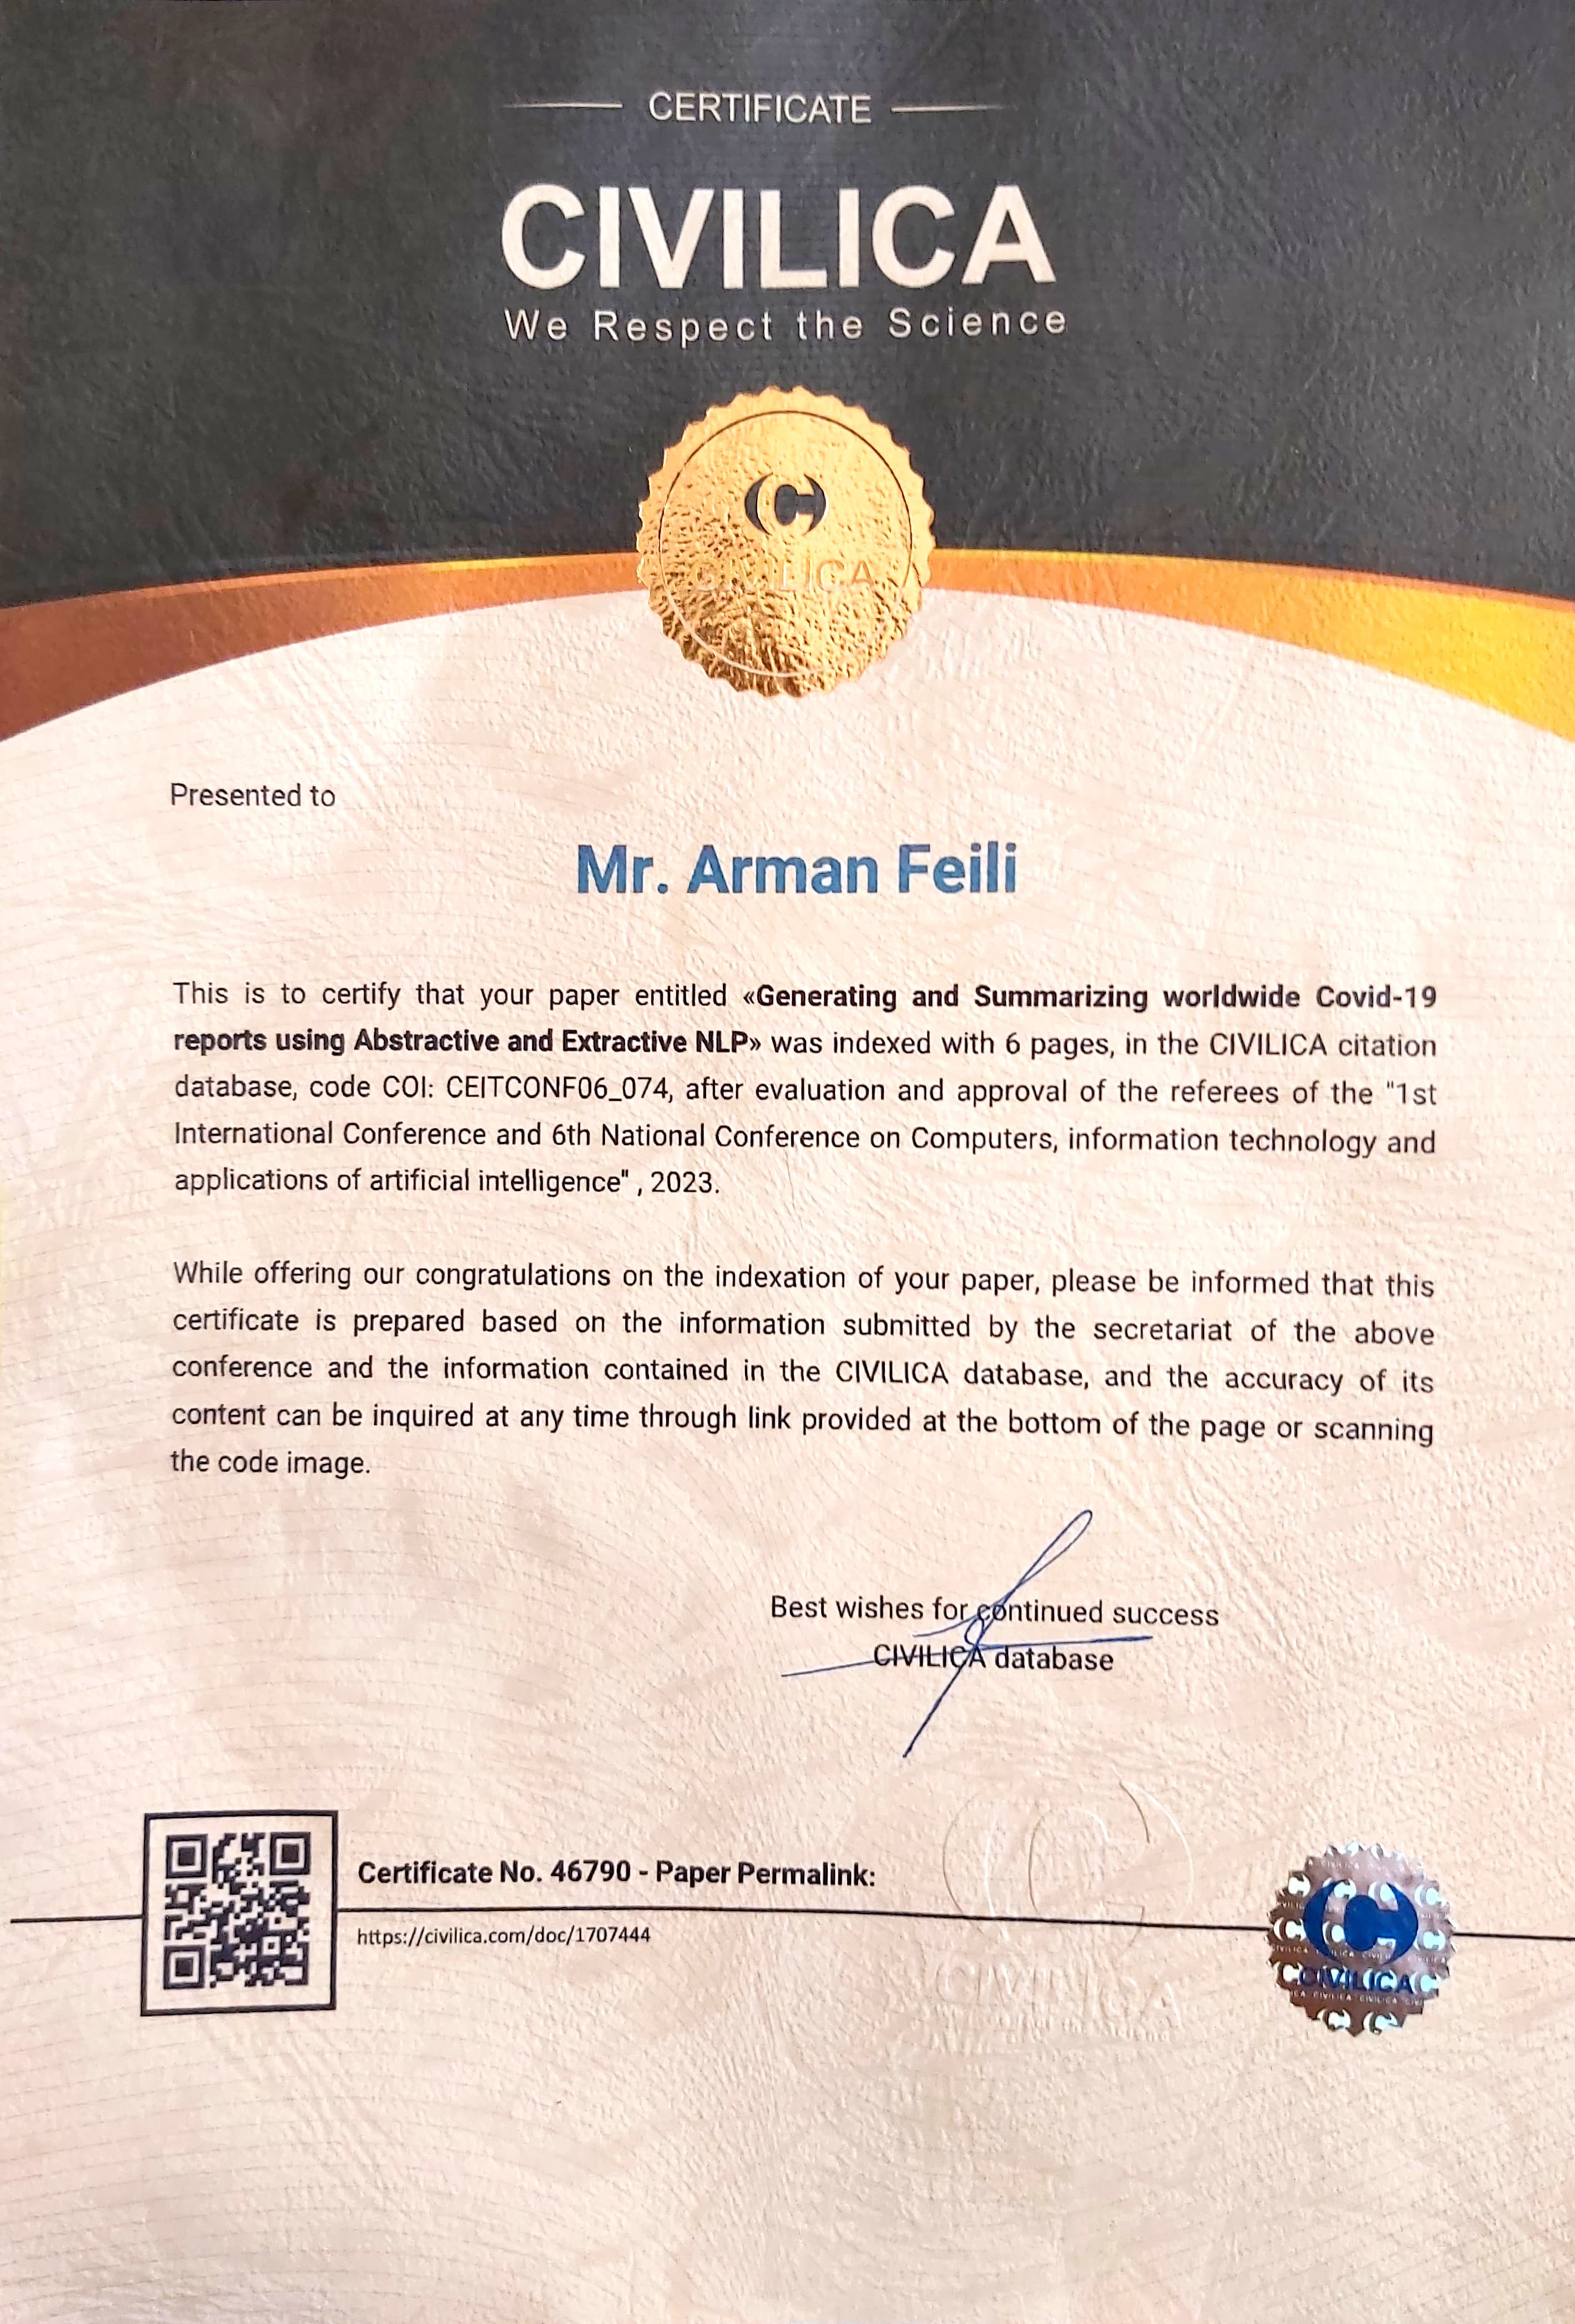 CERTIFICATE
CIVILICA
We Respect the Science
C
CIVILICA
Presented to
Mr. Arman Feili
This is to certify that your paper entitled «Generating and Summarizing worldwide Covid-19
reports using Abstractive and Extractive NLP» was indexed with 6 pages, in the CIVILICA citation
database, code COI: CEITCONF06_074, after evaluation and approval of the referees of the "1st
International Conference and 6th National Conference on Computers, information technology and
applications of artificial intelligence" , 2023.
While offering our congratulations on the indexation of your paper, please be informed that this
certificate is prepared based on the information submitted by the secretariat of the above
conference and the information contained in the CIVILICA database, and the accuracy of its
content can be inquired at any time through link provided at the bottom of the page or scanning
the code image.
Best wishes for continued success
CIVILICA database
Certificate No. 46790 - Paper Permalink:
https://civilica.com/doc/1707444
CIVILICA
C
CIVILICA